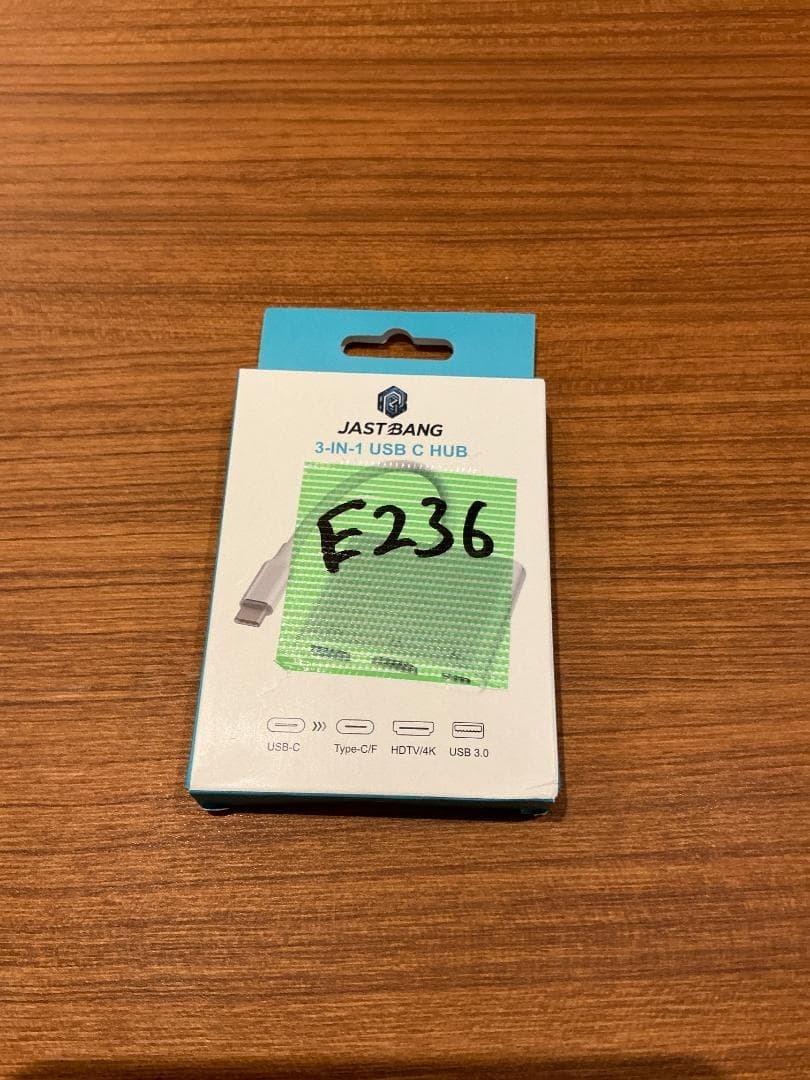 JASTBANG
3-IN-1 USB C HUB
E236
USB-C
Type-C/F
HDTV/4K
USB 3.0